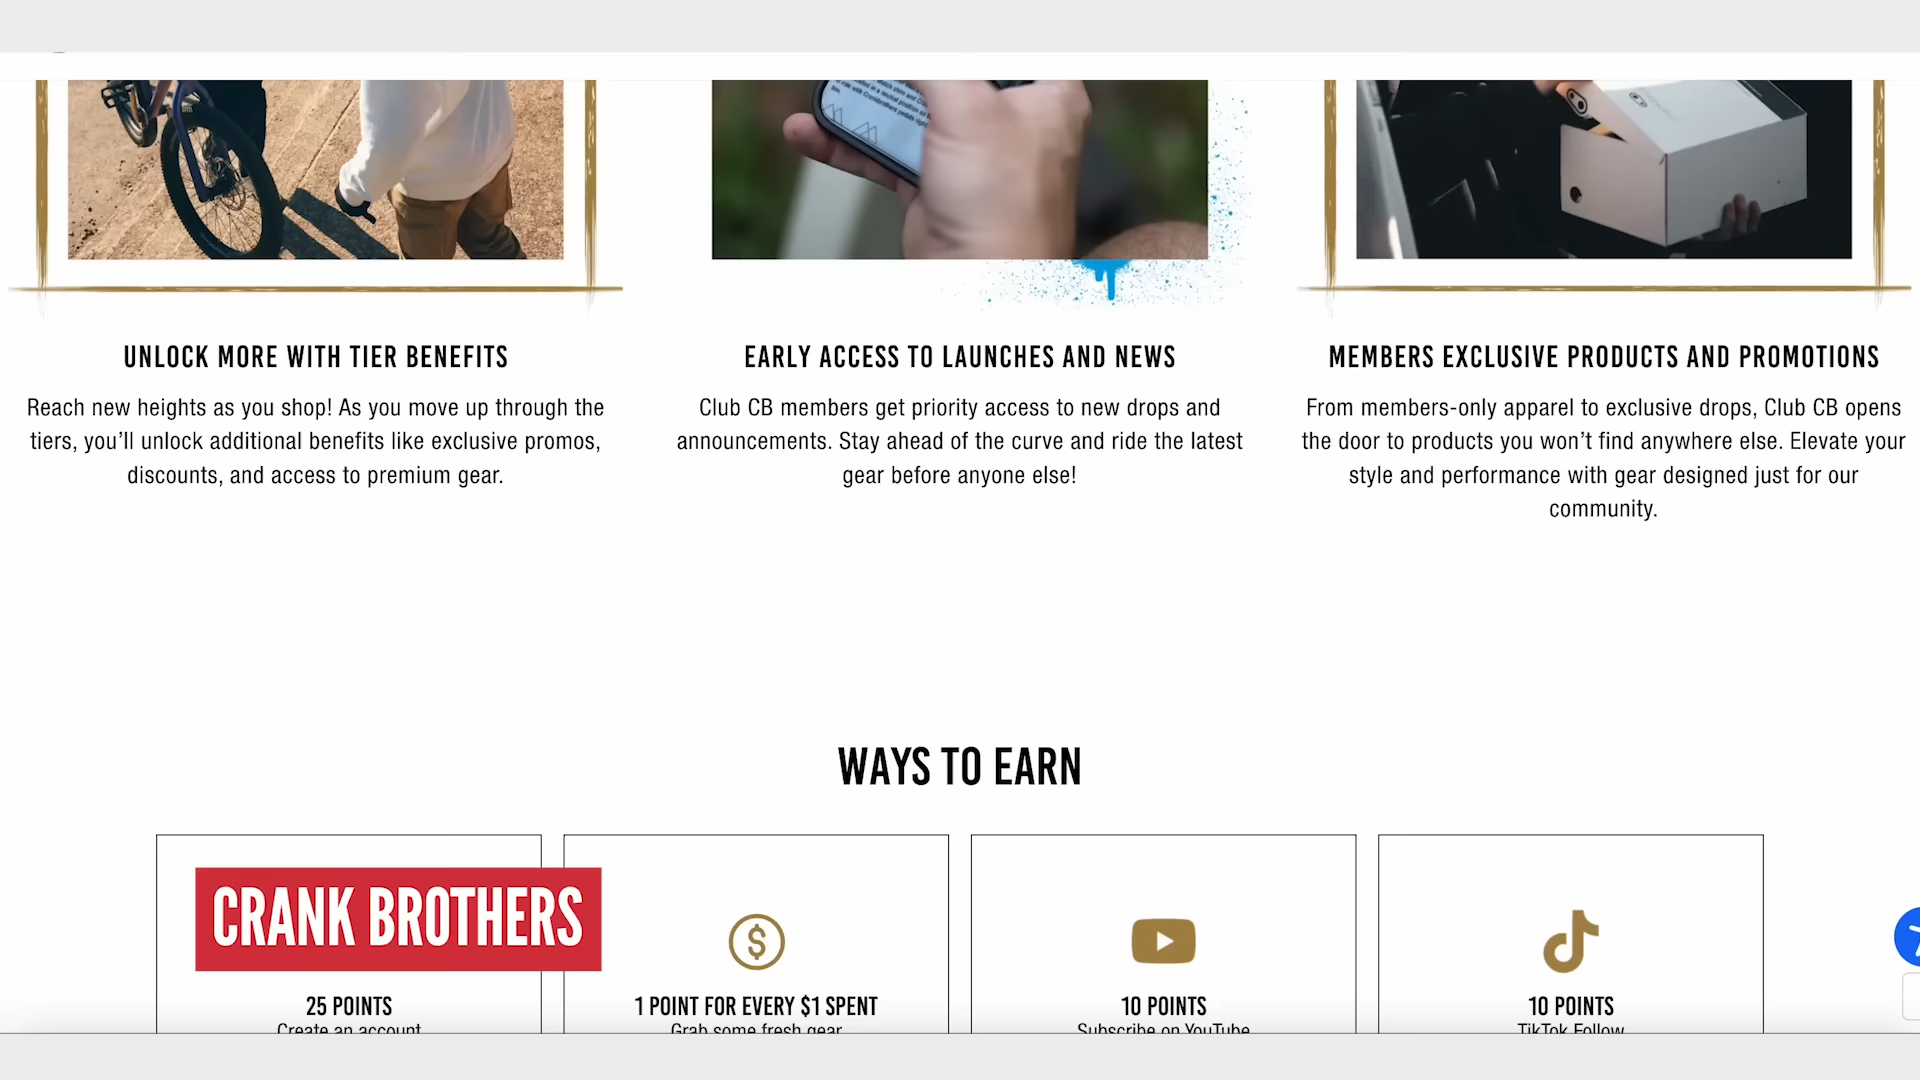 UNLOCK MORE WITH TIER BENEFITS
Reach new heights as you shop! As you move up through the
tiers, you’ll unlock additional benefits like exclusive promos,
discounts, and access to premium gear.
EARLY ACCESS TO LAUNCHES AND NEWS
Club CB members get priority access to new drops and
announcements. Stay ahead of the curve and ride the latest
gear before anyone else!
MEMBERS EXCLUSIVE PRODUCTS AND PROMOTIONS
From members-only apparel to exclusive drops, Club CB opens
the door to products you won’t find anywhere else. Elevate your
style and performance with gear designed just for our
community.
WAYS TO EARN
CRANK BROTHERS
25 POINTS
Create an account
1 POINT FOR EVERY $1 SPENT
Grab some fresh gear
10 POINTS
Subscribe on YouTube
10 POINTS
TikTok Follow